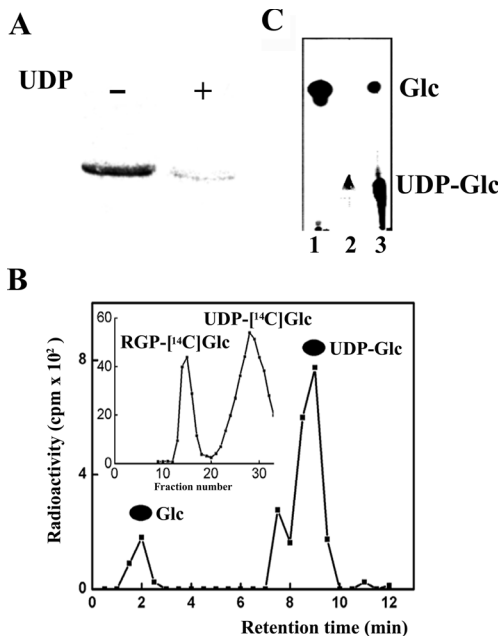 A
C
UDP
−
+
Glc
UDP-Glc
1 2 3
B
Radioactivity (cpm x 10²)
8
4
0
60
40
20
0
RGP-[¹⁴C]Glc
UDP-[¹⁴C]Glc
10 20 30
Fraction number
UDP-Glc
Glc
0 2 4 6 8 10 12
Retention time (min)